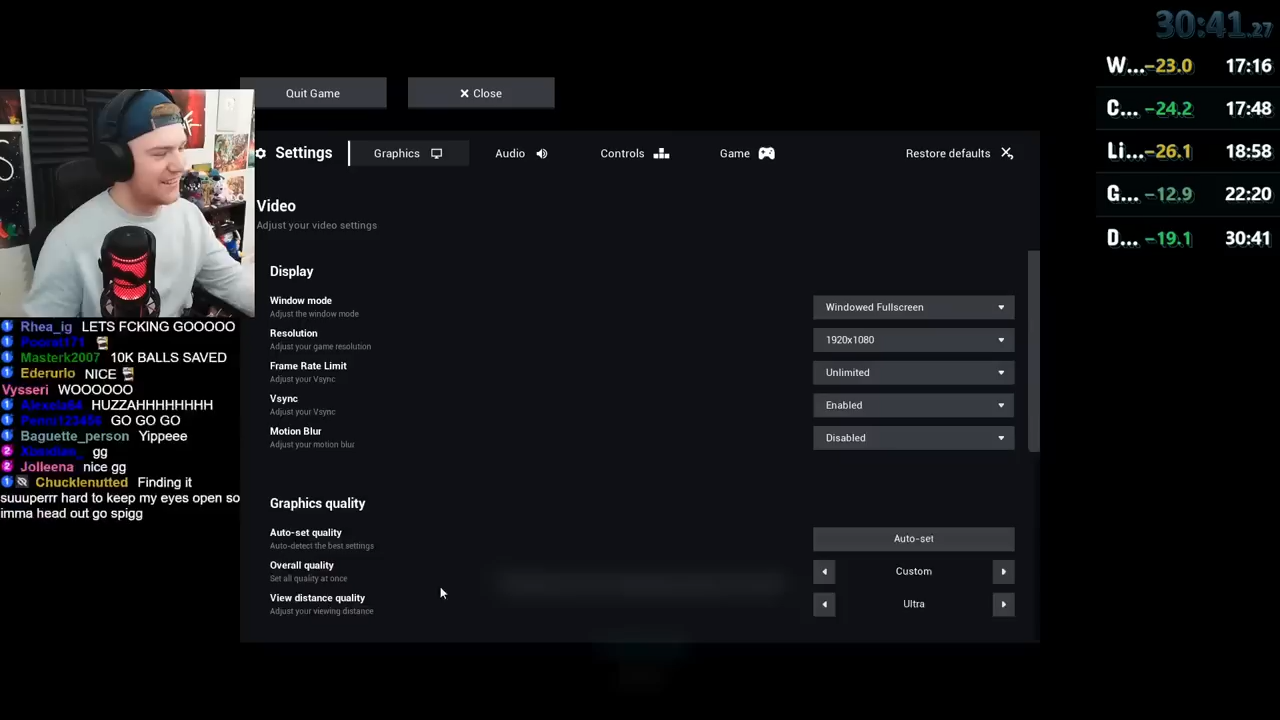 30:41.27
W... -23.0 17:16
C... -24.2 17:48
Li... -26.1 18:58
G... -12.9 22:20
D... -19.1 30:41
Quit Game
Close
Settings
Graphics
Audio
Controls
Game
Restore defaults
Video
Adjust your video settings
Display
Window mode
Adjust the window mode
Windowed Fullscreen
Resolution
Adjust your game resolution
1920x1080
Frame Rate Limit
Adjust your Vsync
Unlimited
Vsync
Adjust your Vsync
Enabled
Motion Blur
Adjust your motion blur
Disabled
Graphics quality
Auto-set quality
Auto-detect the best settings
Auto-set
Overall quality
Set all quality at once
Custom
View distance quality
Adjust your viewing distance
Ultra
Rhea_ig LETS FCKING GOOOOO
Masterk2007 10K BALLS SAVED
Ederurlo NICE
Vysseri WOOOOOO
HUZZAHHHHHHHH
GO GO GO
Baguette_person Yippeee
gg
Jolleena nice gg
Chucklenutted Finding it
suuuperrr hard to keep my eyes open so
imma head out go spigg